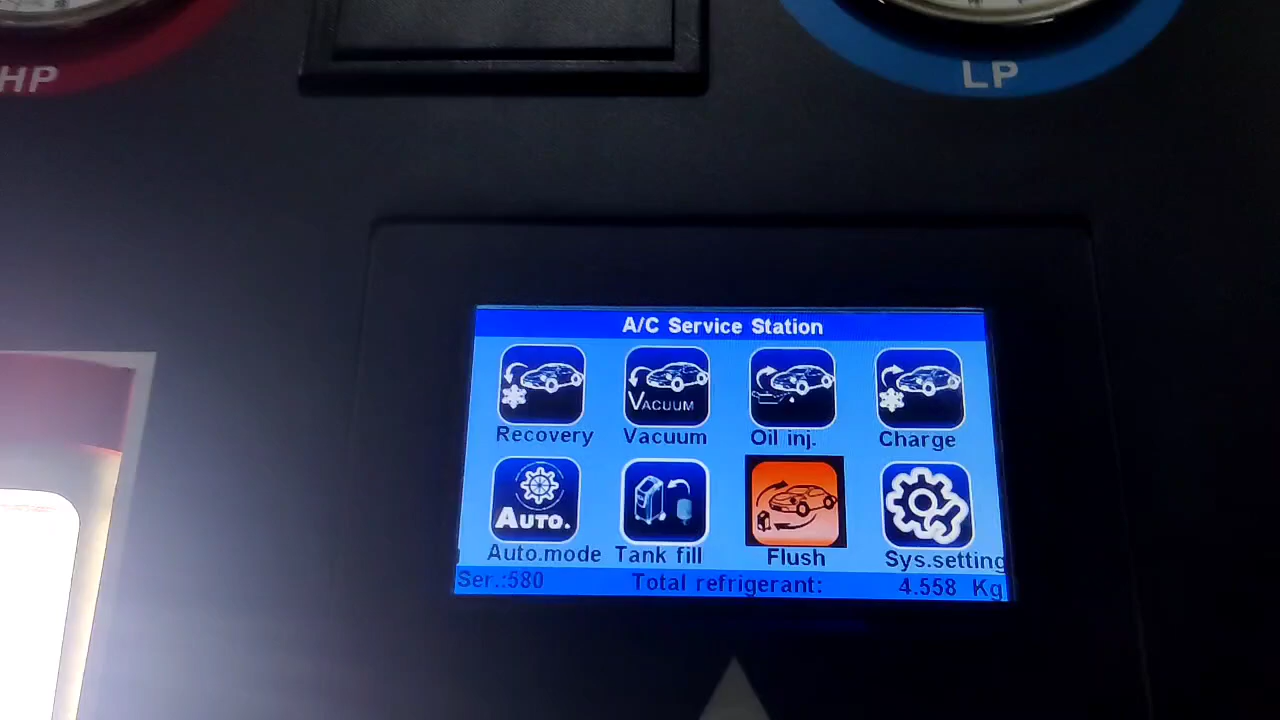 HP
LP
A/C Service Station
VACUUM
Recovery Vacuum Oil inj. Charge
AUTO.
Auto.mode Tank fill Flush Sys.setting
Ser.:580 Total refrigerant: 4.558 Kg